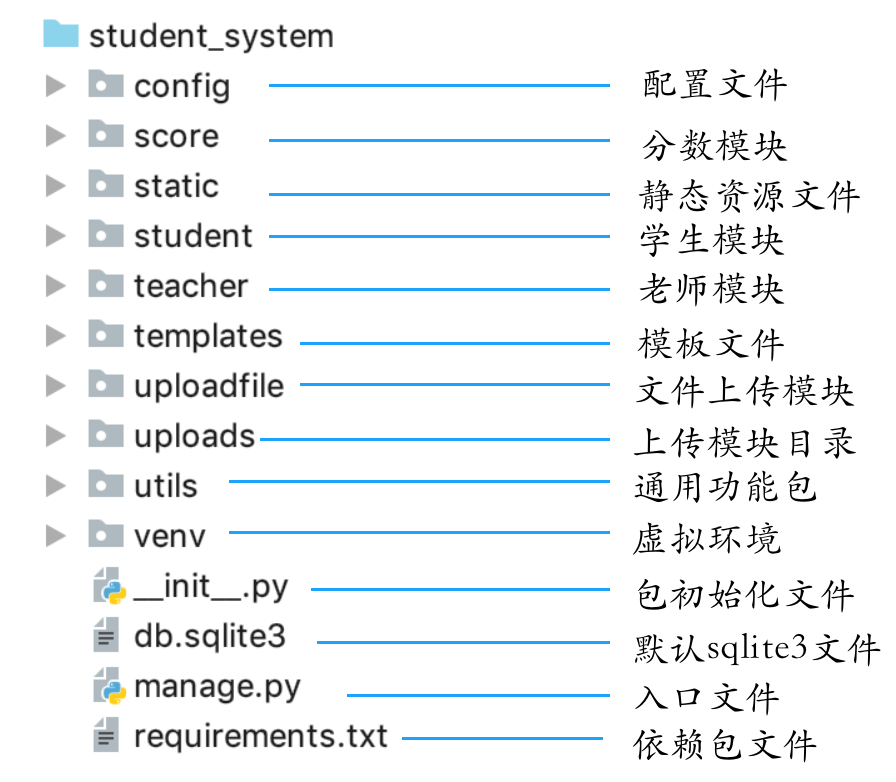 student_system
config 配置文件
score 分数模块
static 静态资源文件
student 学生模块
teacher 老师模块
templates 模板文件
uploadfile 文件上传模块
uploads 上传模块目录
utils 通用功能包
venv 虚拟环境
__init__.py 包初始化文件
db.sqlite3 默认sqlite3文件
manage.py 入口文件
requirements.txt 依赖包文件